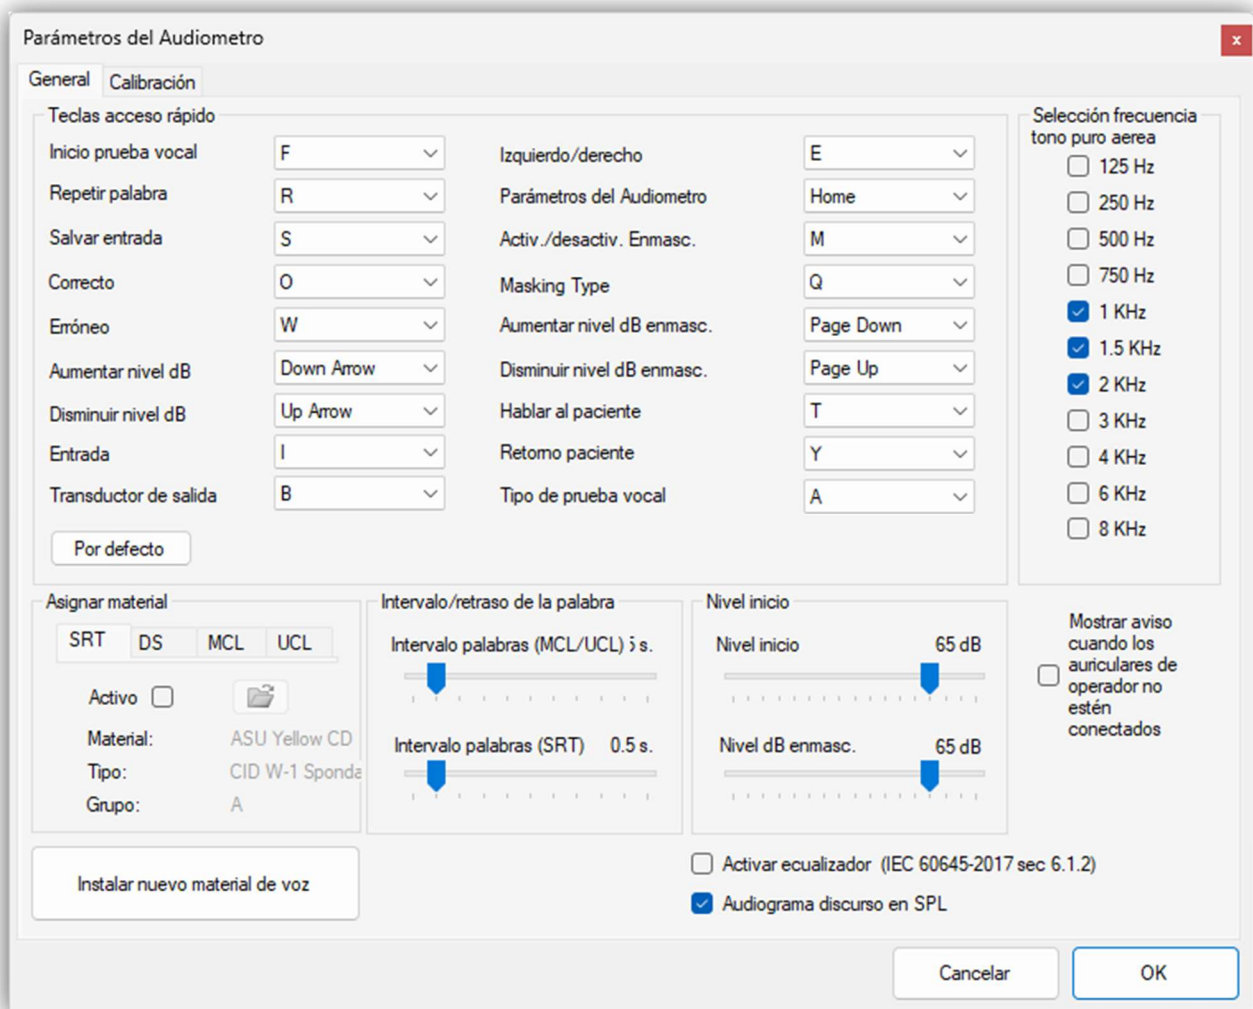 Parámetros del Audiometro
x
General Calibración
Teclas acceso rápido
Inicio prueba vocal F
Repetir palabra R
Salvar entrada S
Correcto O
Erróneo W
Aumentar nivel dB Down Arrow
Disminuir nivel dB Up Arrow
Entrada I
Transductor de salida B
Por defecto
Izquierdo/derecho E
Parámetros del Audiometro Home
Activ./desactiv. Enmasc. M
Masking Type Q
Aumentar nivel dB enmasc. Page Down
Disminuir nivel dB enmasc. Page Up
Hablar al paciente T
Retorno paciente Y
Tipo de prueba vocal A
Selección frecuencia
tono puro aerea
125 Hz
250 Hz
500 Hz
750 Hz
1 KHz
1.5 KHz
2 KHz
3 KHz
4 KHz
6 KHz
8 KHz
Asignar material
SRT DS MCL UCL
Activo
Material: ASU Yellow CD
Tipo: CID W-1 Sponda
Grupo: A
Intervalo/retraso de la palabra
Intervalo palabras (MCL/UCL) s.
Intervalo palabras (SRT) 0.5 s.
Nivel inicio
Nivel inicio 65 dB
Nivel dB enmasc. 65 dB
Mostrar aviso
cuando los
auriculares de
operador no
estén
conectados
Instalar nuevo material de voz
Activar ecualizador (IEC 60645-2017 sec 6.1.2)
Audiograma discurso en SPL
Cancelar OK